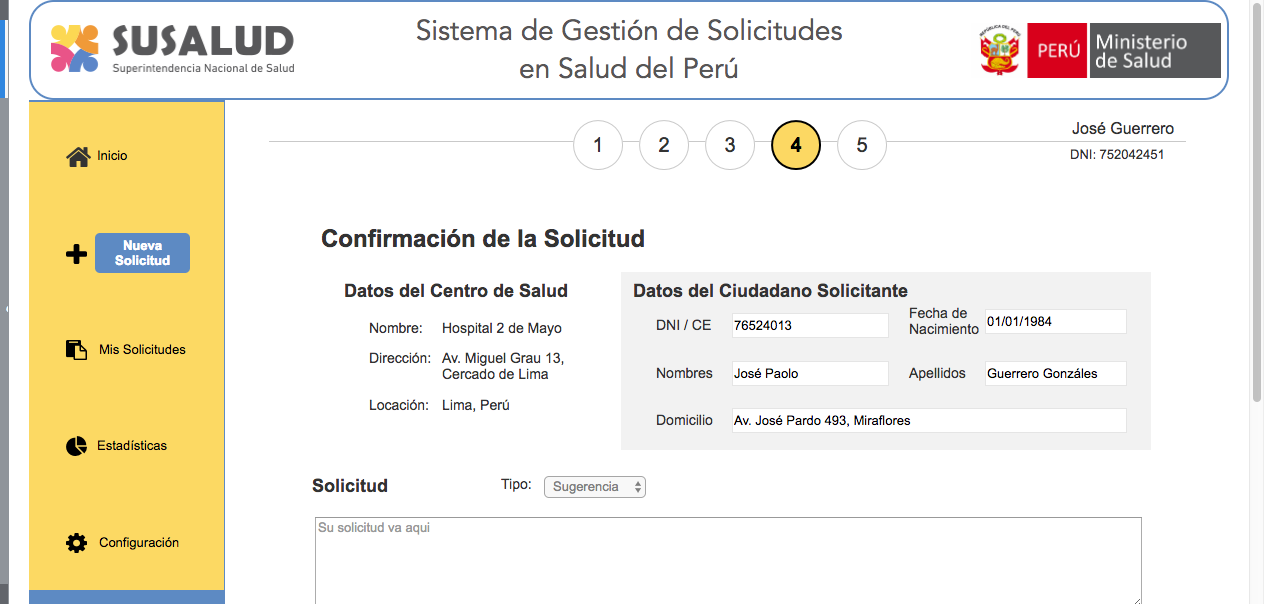 SUSALUD
Superintendencia Nacional de Salud
Sistema de Gestión de Solicitudes
en Salud del Perú
REPUBLICA DEL PERU
PERÚ
Ministerio
de Salud
Inicio
Nueva
Solicitud
Mis Solicitudes
Estadísticas
Configuración
1 2 3 4 5
José Guerrero
DNI: 752042451
Confirmación de la Solicitud
Datos del Centro de Salud
Nombre: Hospital 2 de Mayo
Dirección: Av. Miguel Grau 13,
Cercado de Lima
Locación: Lima, Perú
Datos del Ciudadano Solicitante
DNI / CE 76524013
Fecha de
Nacimiento 01/01/1984
Nombres José Paolo
Apellidos Guerrero Gonzáles
Domicilio Av. José Pardo 493, Miraflores
Solicitud
Tipo: Sugerencia
Su solicitud va aqui